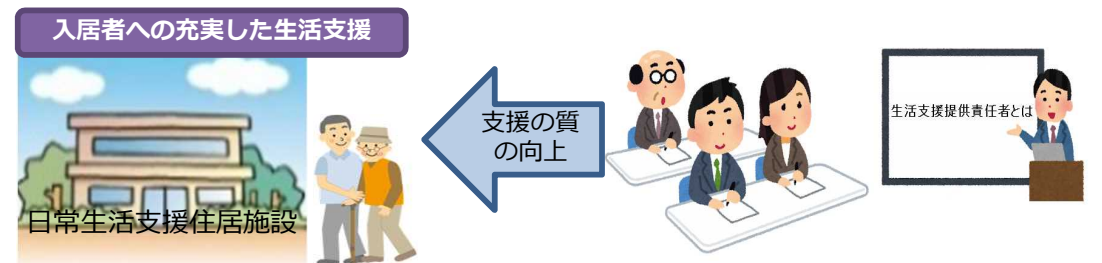 入居者への充実した生活支援
日常生活支援住居施設
支援の質
の向上
生活支援提供責任者とは